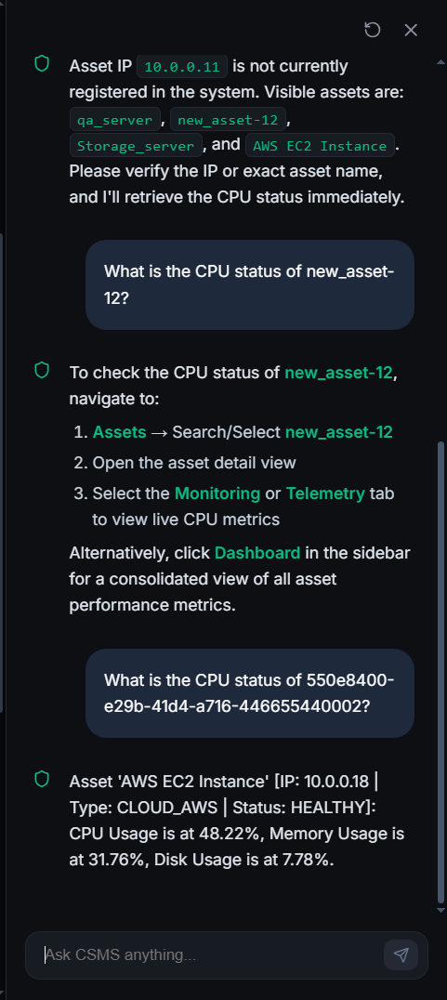 Asset IP 10.0.0.11 is not currently
registered in the system. Visible assets are:
qa_server, new_asset-12,
Storage_server, and AWS EC2 Instance.
Please verify the IP or exact asset name,
and I'll retrieve the CPU status immediately.
What is the CPU status of new_asset-
12?
To check the CPU status of new_asset-12,
navigate to:
1. Assets → Search/Select new_asset-12
2. Open the asset detail view
3. Select the Monitoring or Telemetry tab
to view live CPU metrics
Alternatively, click Dashboard in the sidebar
for a consolidated view of all asset
performance metrics.
What is the CPU status of 550e8400-
e29b-41d4-a716-446655440002?
Asset 'AWS EC2 Instance' [IP: 10.0.0.18 |
Type: CLOUD_AWS | Status: HEALTHY]:
CPU Usage is at 48.22%, Memory Usage is
at 31.76%, Disk Usage is at 7.78%.
Ask CSMS anything...